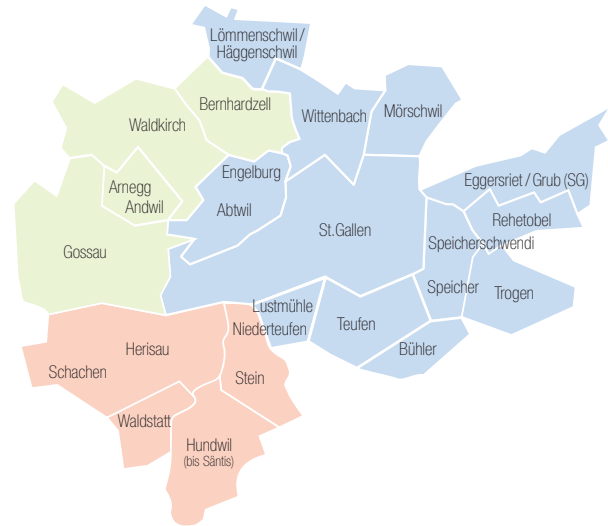 Lömmenschwil /
Häggenschwil
Bernhardzell
Wittenbach
Mörschwil
Waldkirch
Engelburg
Eggersriet / Grub (SG)
Arnegg
Andwil
Abtwil
Rehetobel
St.Gallen
Speicherschwendi
Gossau
Speicher
Trogen
Lustmühle
Niederteufen
Teufen
Herisau
Bühler
Schachen
Stein
Waldstatt
Hundwil
(bis Säntis)